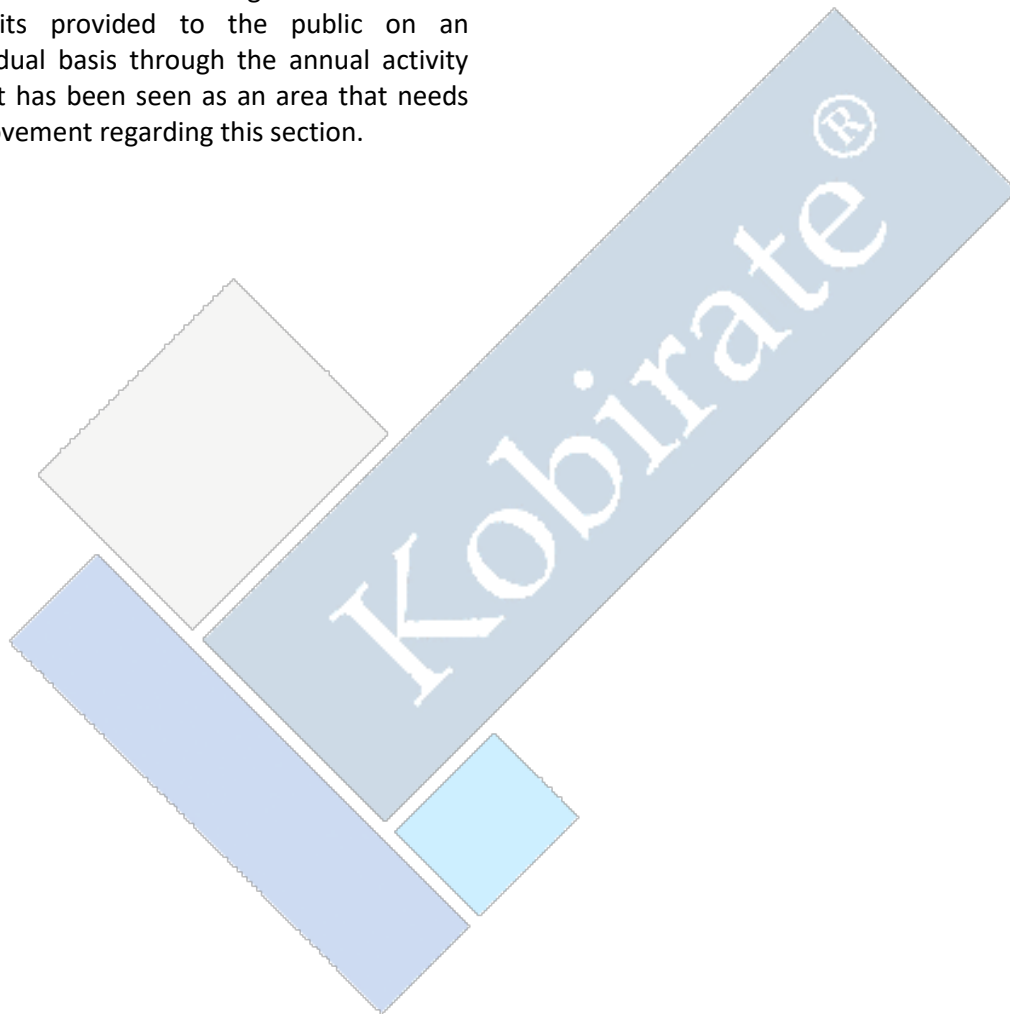 its provided to the public on an
dual basis through the annual activity
t has been seen as an area that needs
ovement regarding this section.
Kobirate®